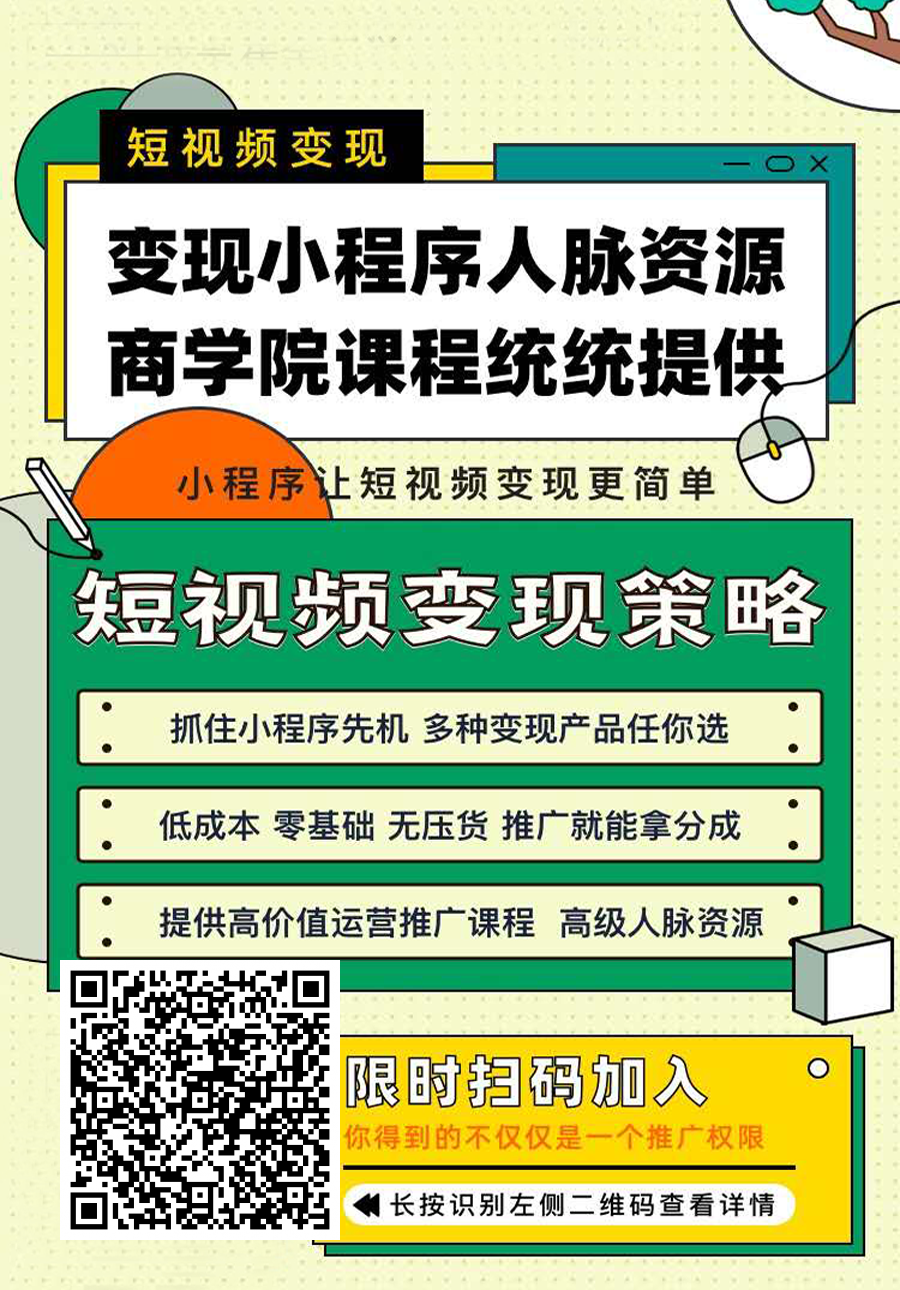 短视频变现
变现小程序人脉资源
商学院课程统统提供
小程序让短视频变现更简单
短视频变现策略
抓住小程序先机 多种变现产品任你选
低成本 零基础 无压货 推广就能拿分成
提供高价值运营推广课程 高级人脉资源
限时扫码加入
你得到的不仅仅是一个推广权限
长按识别左侧二维码查看详情